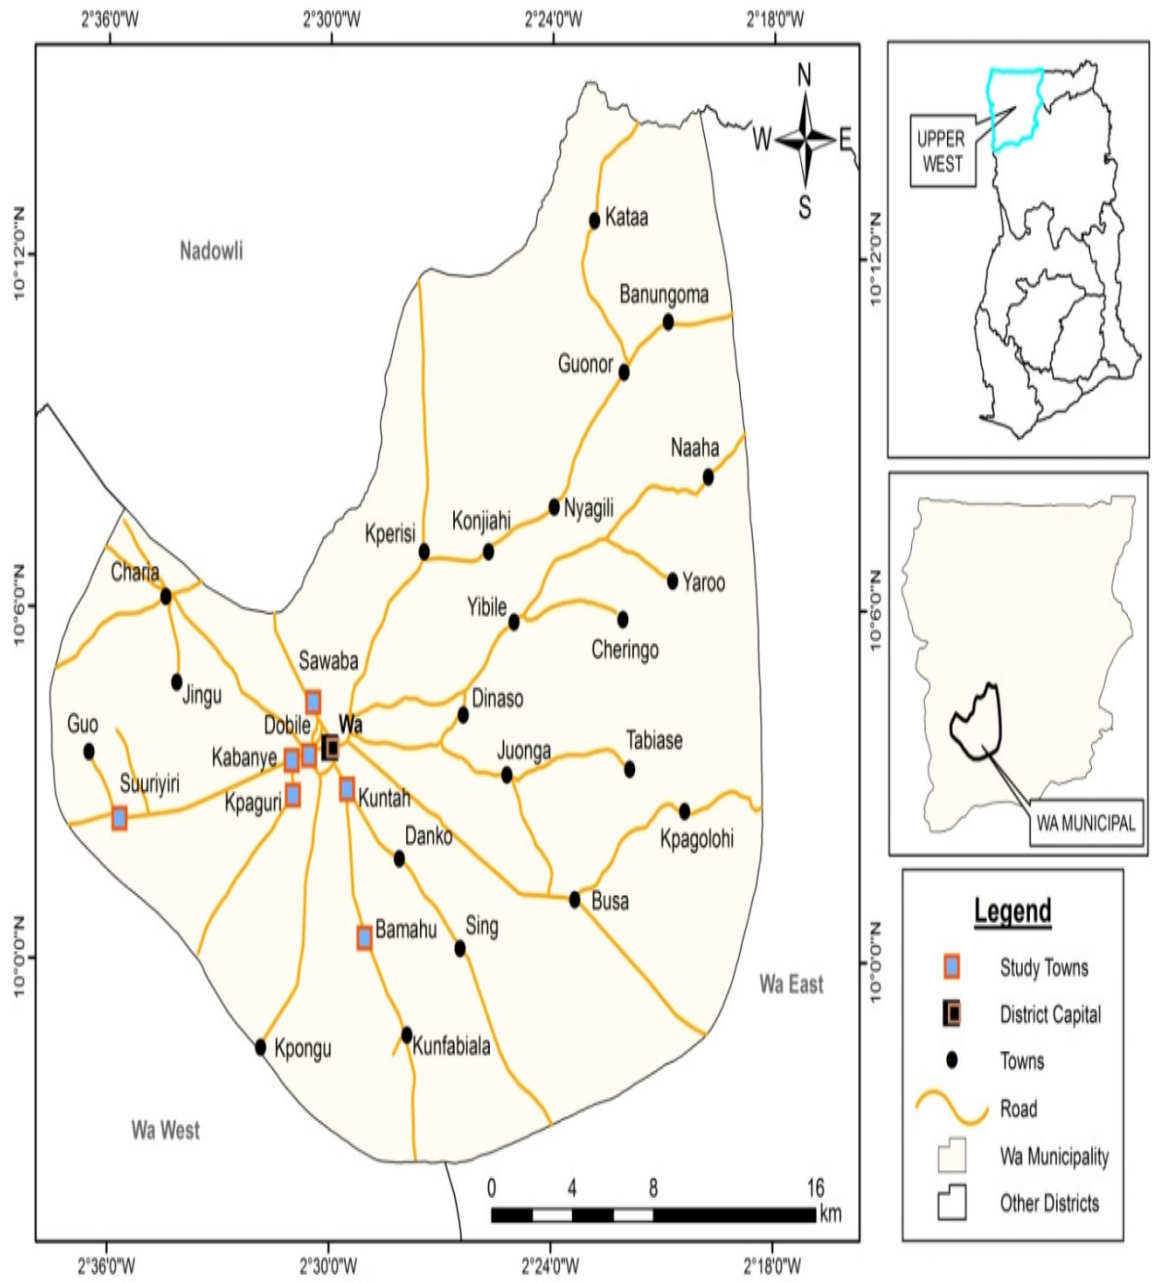 2°36'0"W
2°30'0"W
2°24'0"W
2°18'0"W
N
W
E
S
UPPER
WEST
Kataa
Nadowli
10°12'0"N
10°12'0"N
Banungoma
Guonor
Naaha
Nyagili
Konjiahi
Kperisi
Charia
Yaroo
Yibile
10°6'0"N
10°6'0"N
Cheringo
Sawaba
Jingu
Dinaso
Guo
Dobile
Wa
Tabiase
Juonga
Kabanye
Suuriyiri
Kpaguri
Kuntah
WA MUNICIPAL
Danko
Kpagolohi
Busa
Legend
Bamahu
Sing
Study Towns
10°0'0"N
10°0'0"N
Wa East
District Capital
Kpongu
Kunfabiala
Towns
Road
Wa West
Wa Municipality
0
4
8
16
km
Other Districts
2°36'0"W
2°30'0"W
2°24'0"W
2°18'0"W